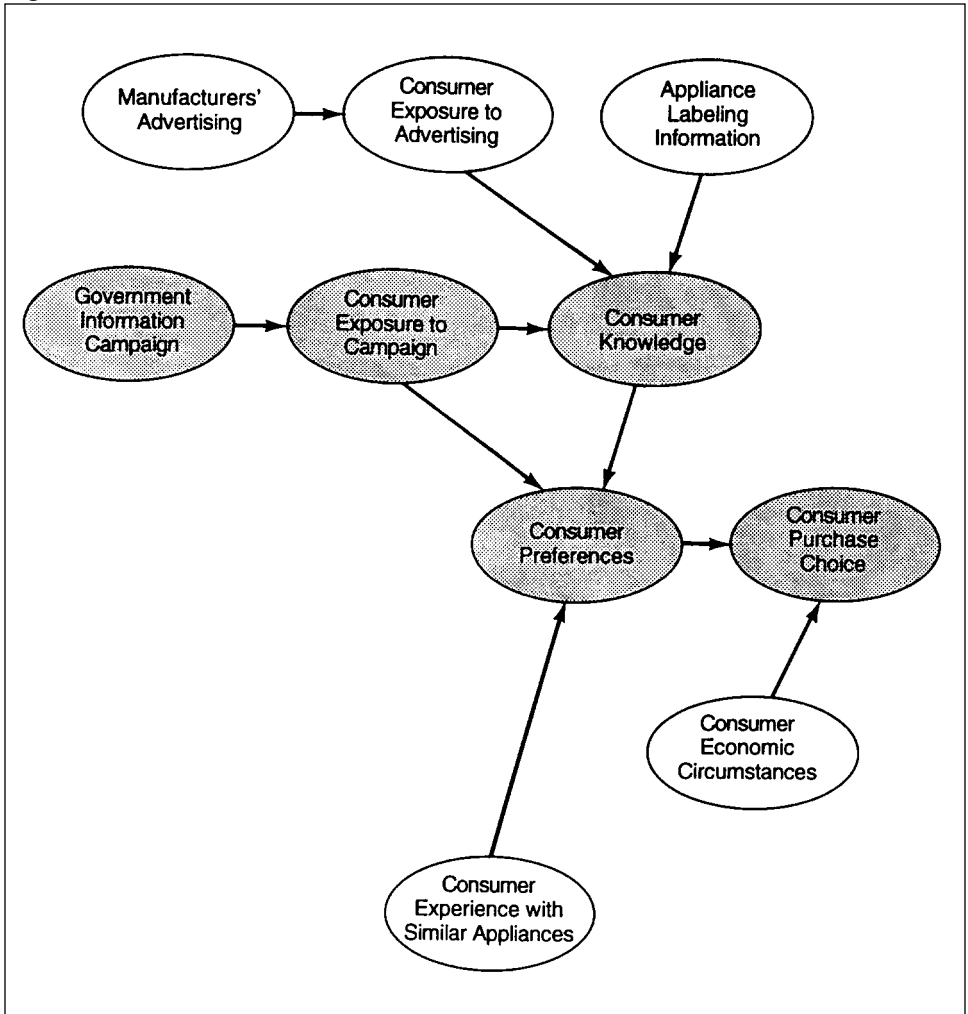 Manufacturers'
Advertising
Consumer
Exposure to
Advertising
Appliance
Labeling
Information
Government
Information
Campaign
Consumer
Exposure to
Campaign
Consumer
Knowledge
Consumer
Preferences
Consumer
Purchase
Choice
Consumer
Economic
Circumstances
Consumer
Experience with
Similar Appliances